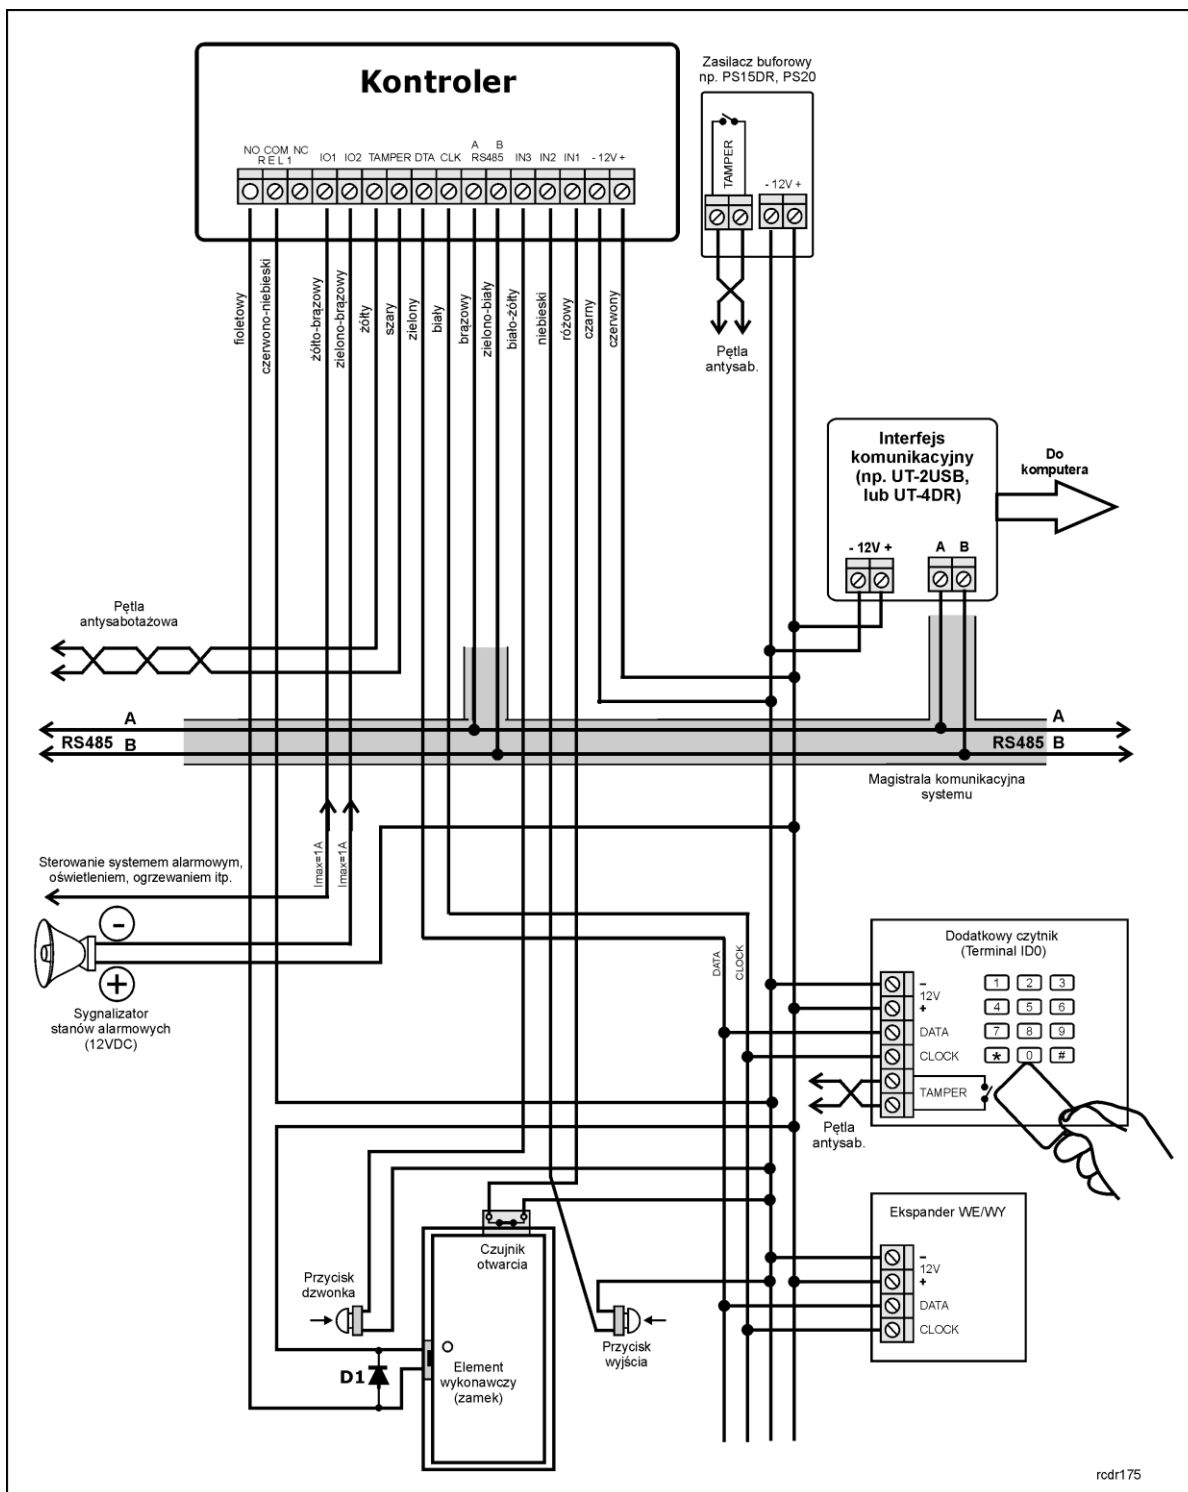 Kontroler
NO COM NC
REL1
IO1 IO2 TAMPER DTA CLK
A B
RS485
IN3 IN2 IN1 - 12V +
fioletowy
czerwono-niebieski
żółto-brązowy
zielono-brązowy
żółty
szary
zielony
biały
brązowy
zielono-biały
biało-żółty
niebieski
różowy
czarny
czerwony
Zasilacz buforowy
np. PS15DR, PS20
TAMPER
- 12V +
Pętla
antysab.
Interfejs
komunikacyjny
(np. UT-2USB,
lub UT-4DR)
- 12V +
A B
Do
komputera
Pętla
antysabotażowa
A
RS485 B
A
RS485 B
Magistrala komunikacyjna
systemu
Imax=1A
Imax=1A
Sterowanie systemem alarmowym,
oświetleniem, ogrzewaniem itp.
-
+
Sygnalizator
stanów alarmowych
(12VDC)
DATA
CLOCK
Dodatkowy czytnik
(Terminal ID0)
-
12V
+
DATA
CLOCK
TAMPER
1 2 3
4 5 6
7 8 9
* 0 #
Pętla
antysab.
Ekspander WE/WY
-
12V
+
DATA
CLOCK
Czujnik
otwarcia
Przycisk
dzwonka
Przycisk
wyjścia
D1
Element
wykonawczy
(zamek)
rcdr175